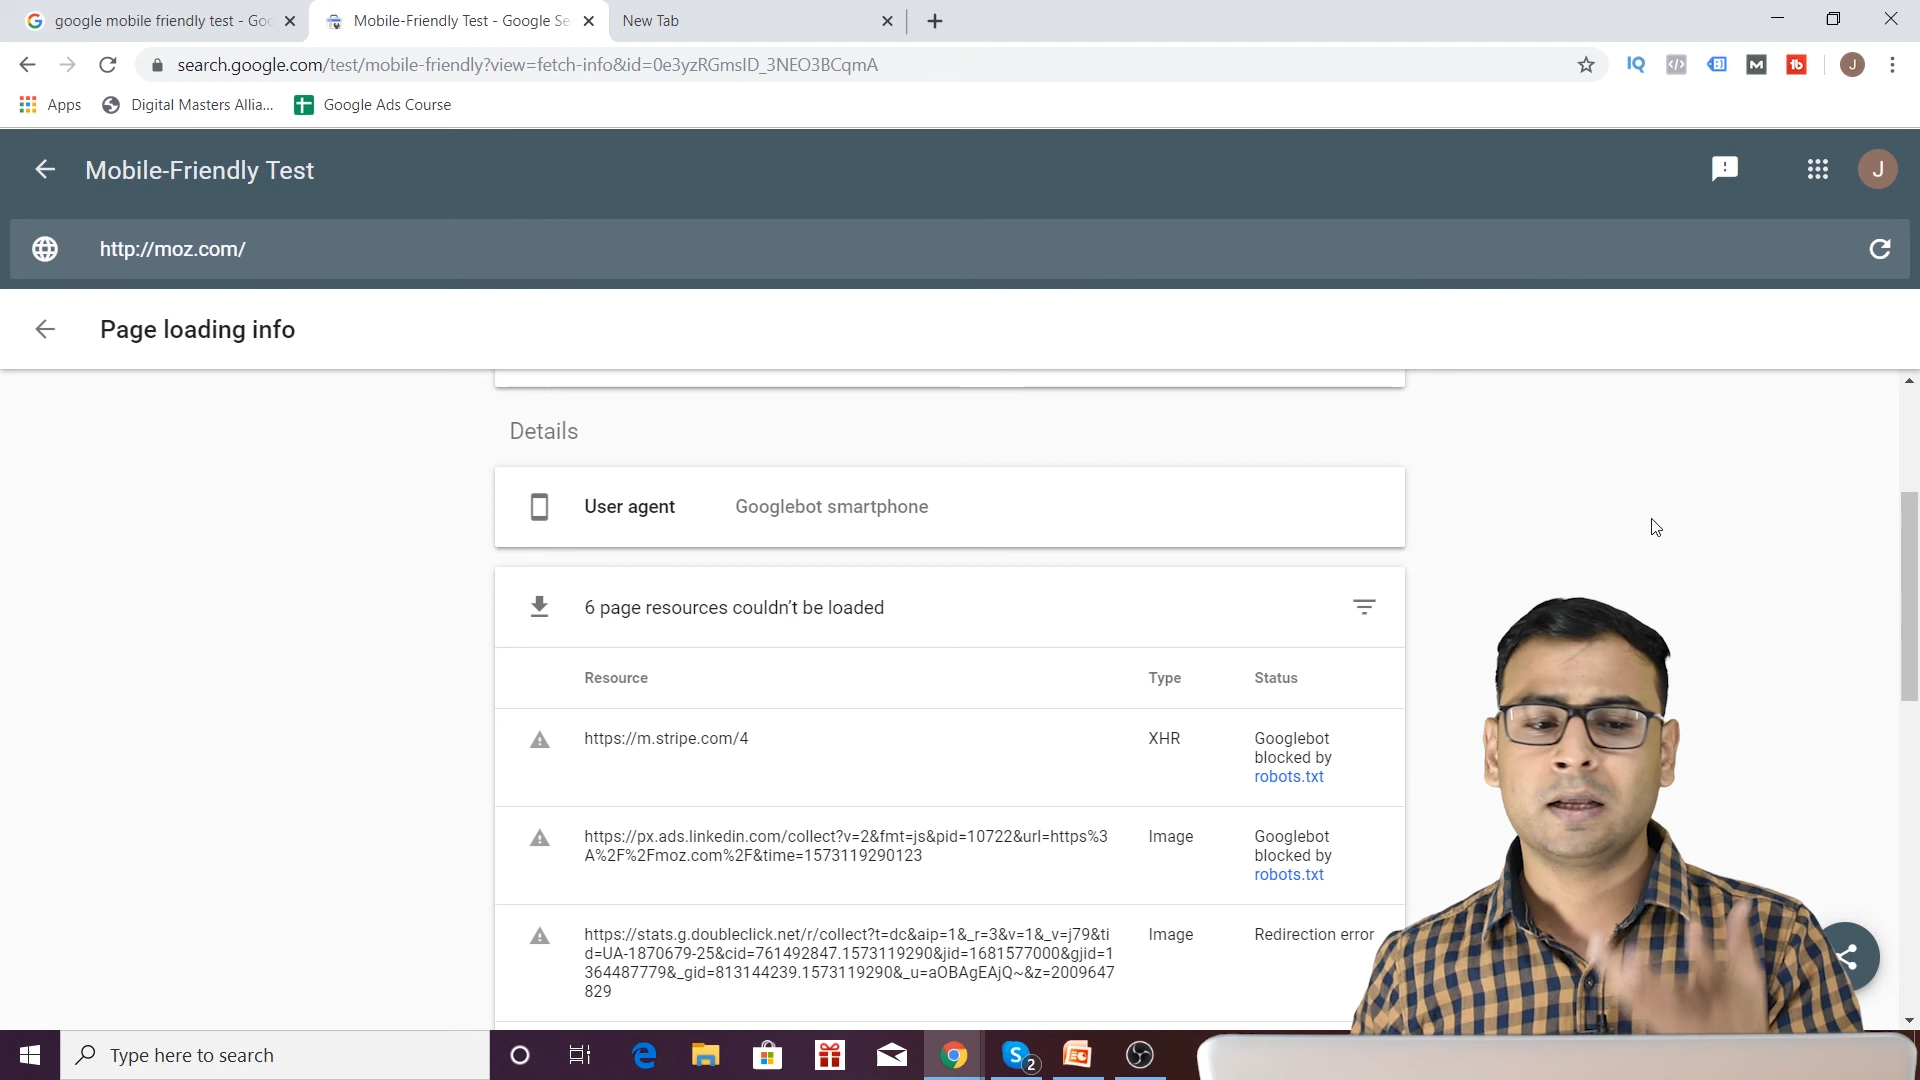 google mobile friendly test - Goo
Mobile-Friendly Test - Google Se
New Tab
search.google.com/test/mobile-friendly?view=fetch-info&id=0e3yzRGmsID_3NEO3BCqmA
Apps
Digital Masters Allia...
Google Ads Course
Mobile-Friendly Test
J
http://moz.com/
Page loading info
Details
User agent Googlebot smartphone
6 page resources couldn't be loaded
Resource Type Status
https://m.stripe.com/4 XHR Googlebot
blocked by
robots.txt
https://px.ads.linkedin.com/collect?v=2&fmt=js&pid=10722&url=https%3 Image Googlebot
A%2F%2Fmoz.com%2F&time=1573119290123 blocked by
robots.txt
https://stats.g.doubleclick.net/r/collect?t=dc&aip=1&_r=3&v=1&_v=j79&ti Image Redirection error
d=UA-1870679-25&cid=761492847.1573119290&jid=1681577000&gjid=1
364487779&_gid=813144239.1573119290&_u=aOBAgEAjQ~&z=2009647
829
Type here to search
2